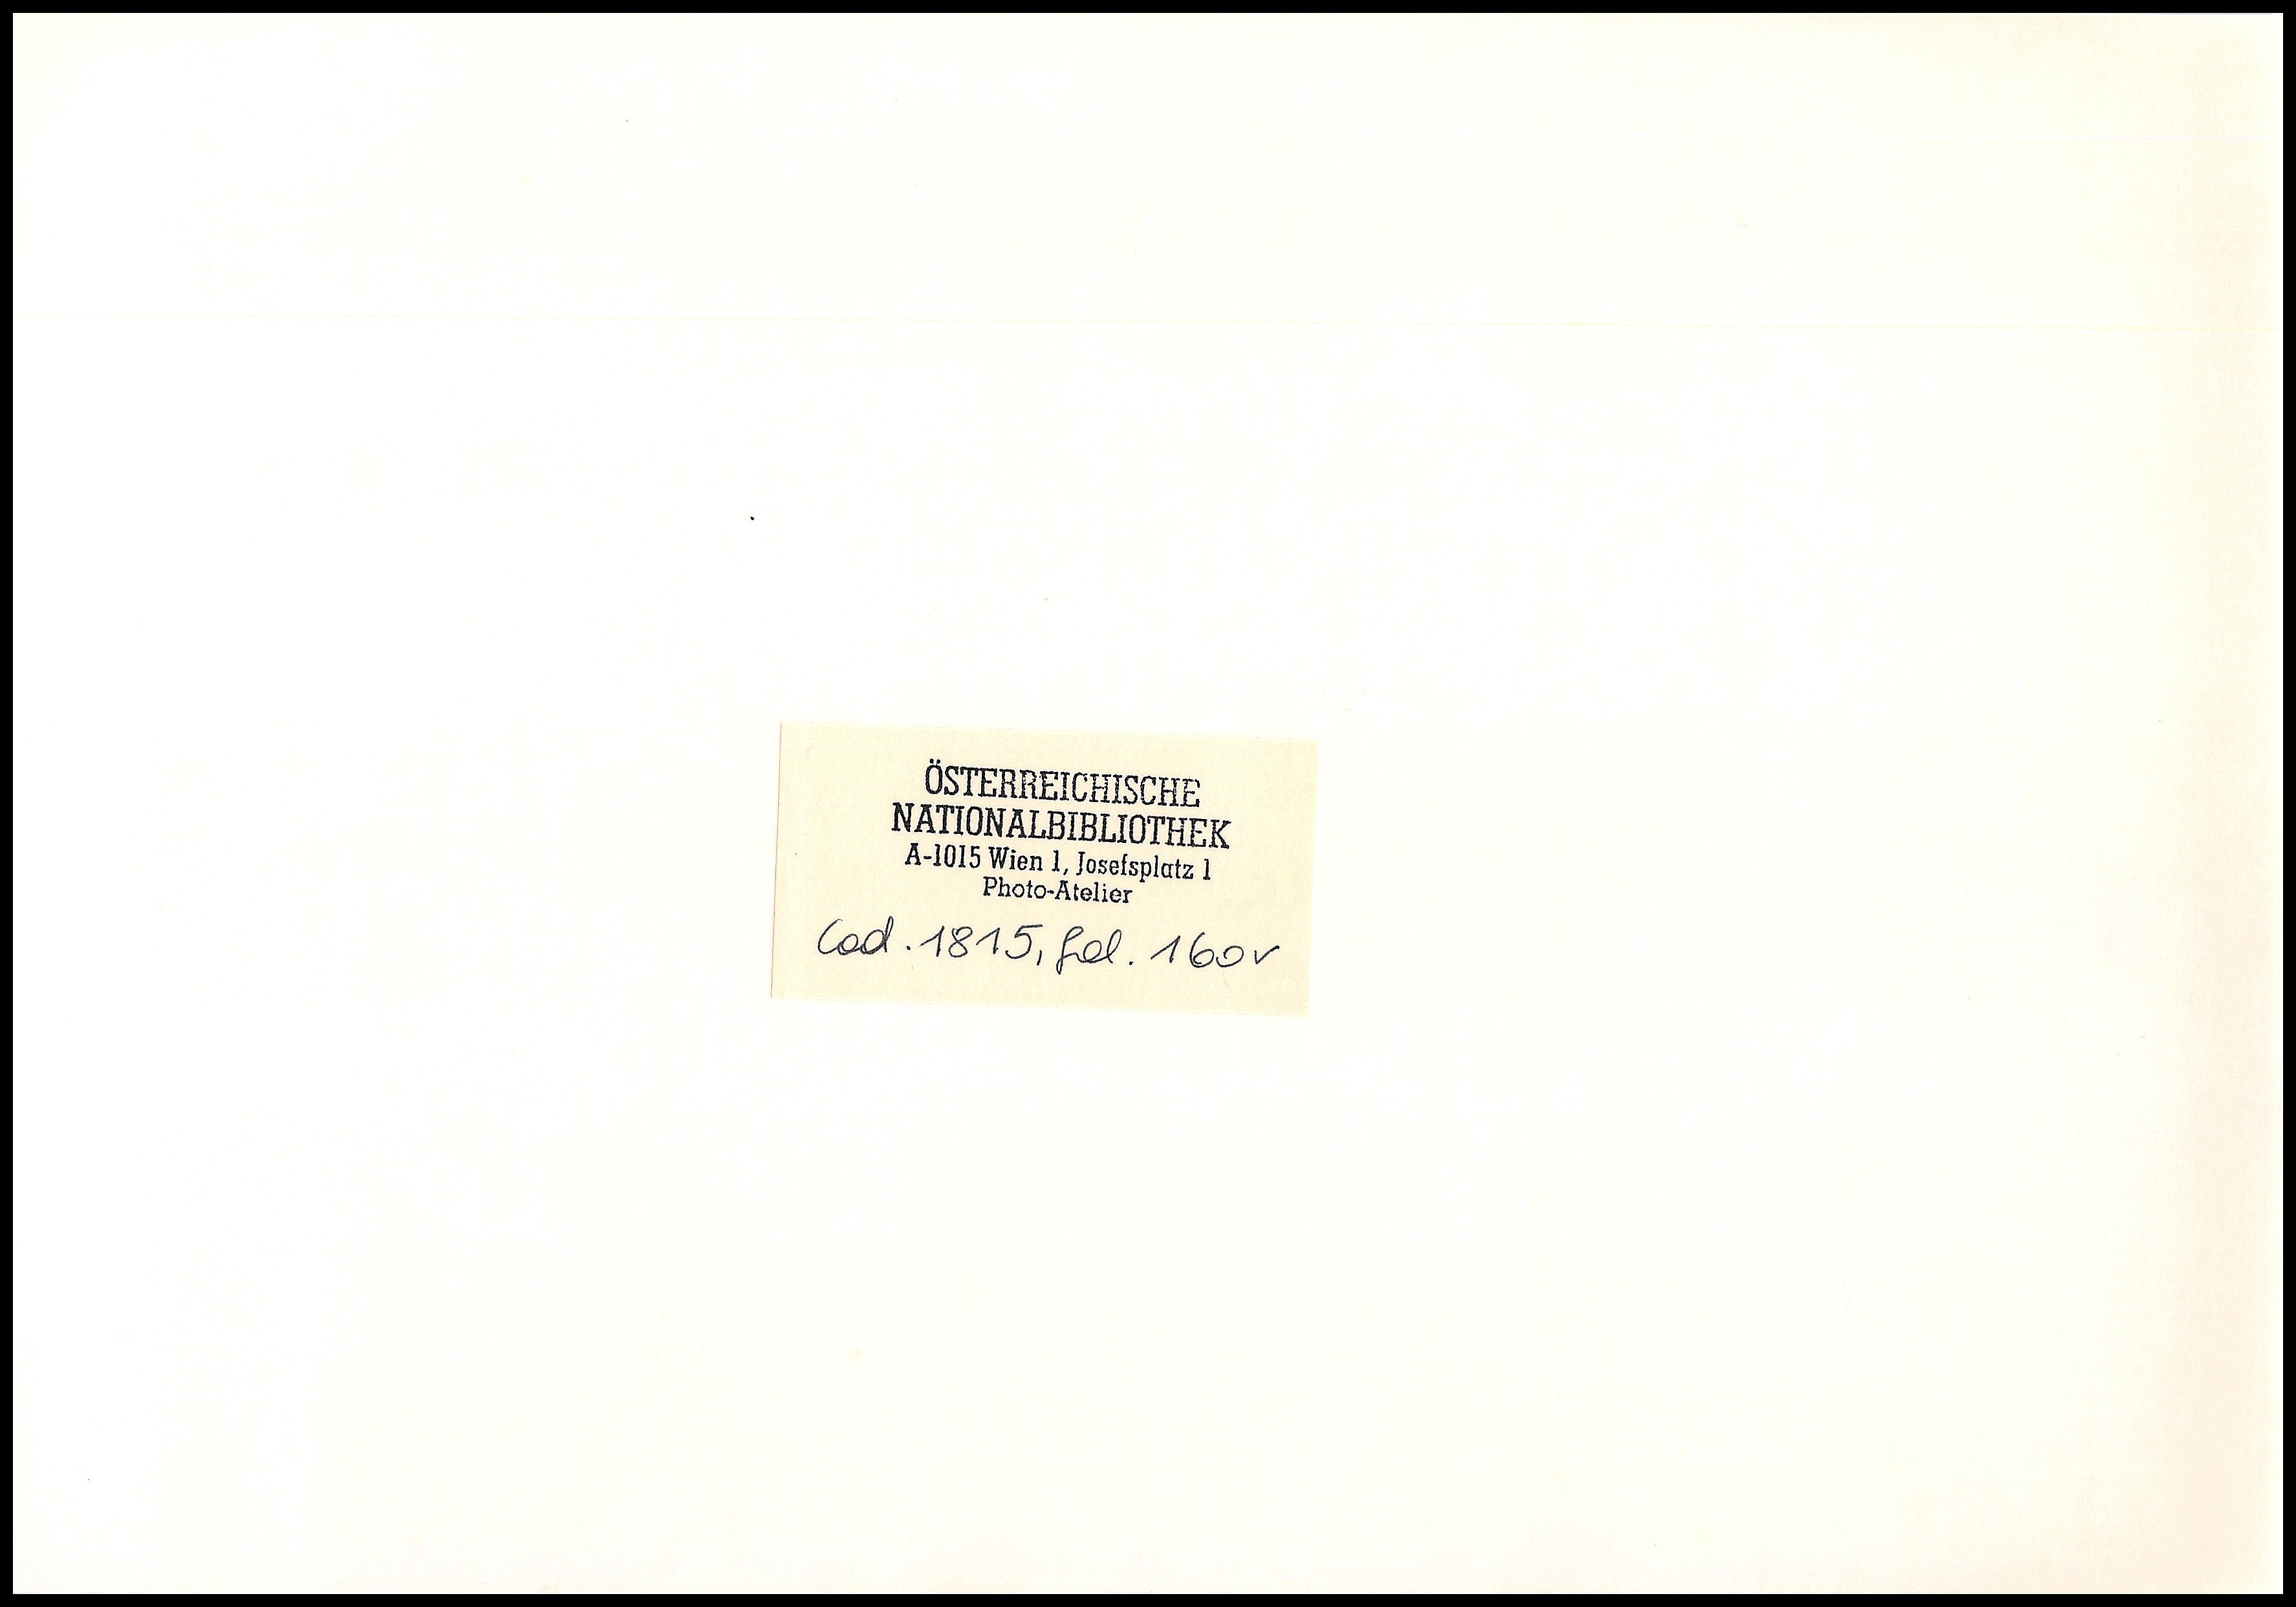 ÖSTERREICHISCHE
NATIONALBIBLIOTHEK
A-1015 Wien 1, Josefsplatz 1
Photo-Atelier
Cod. 1815, fol. 160v